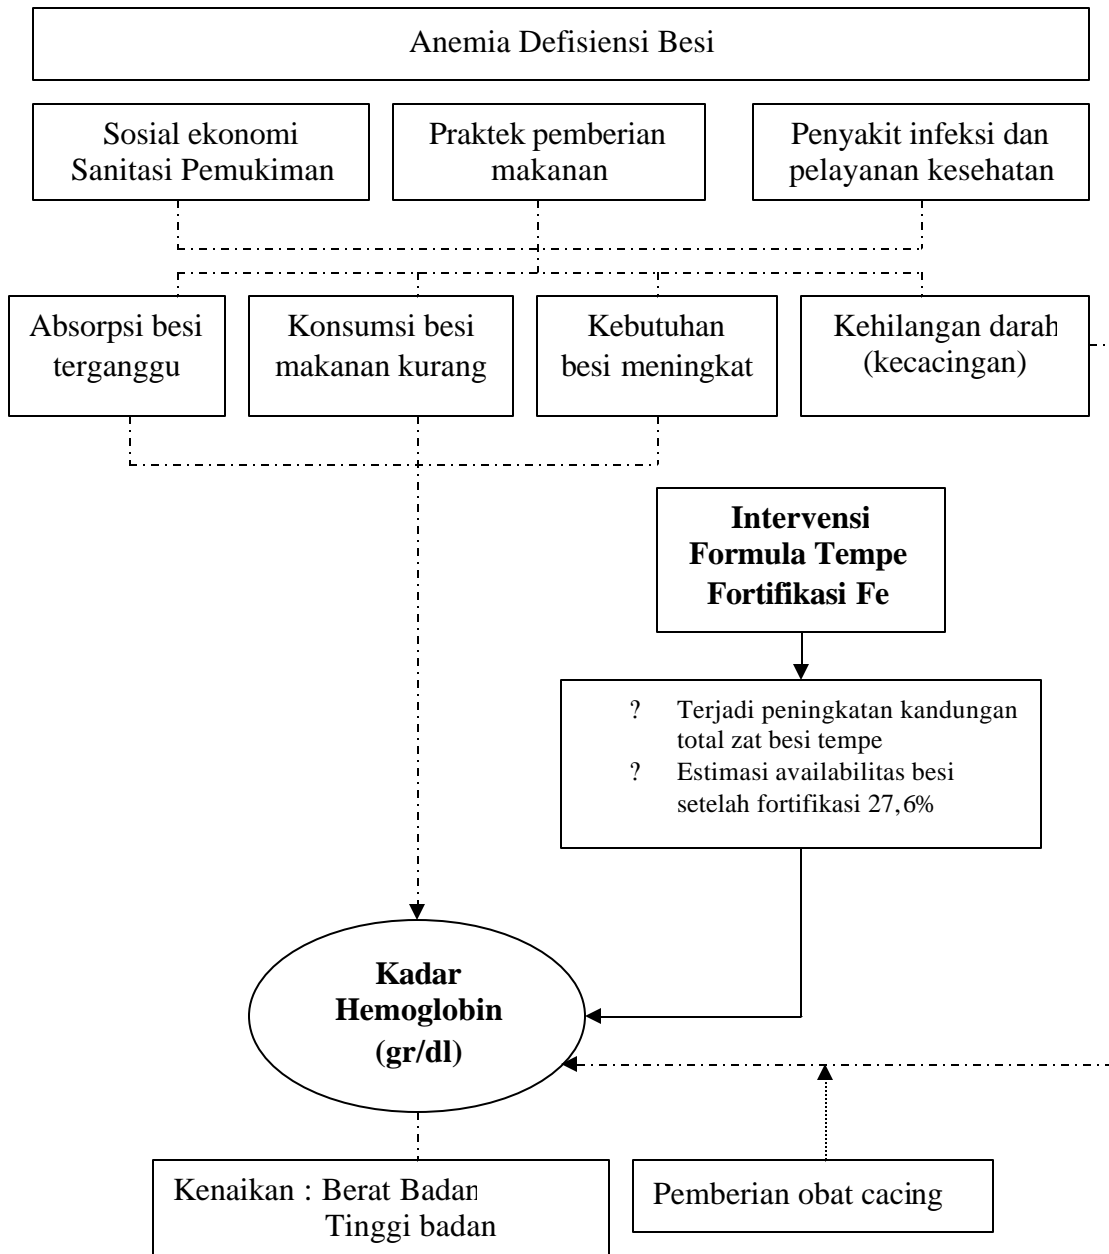 Anemia Defisiensi Besi
Sosial ekonomi
Sanitasi Pemukiman
Praktek pemberian
makanan
Penyakit infeksi dan
pelayanan kesehatan
Absorpsi besi
terganggu
Konsumsi besi
makanan kurang
Kebutuhan
besi meningkat
Kehilangan darah
(kecacingan)
Intervensi
Formula Tempe
Fortifikasi Fe
? Terjadi peningkatan kandungan
total zat besi tempe
? Estimasi availabilitas besi
setelah fortifikasi 27,6%
Kadar
Hemoglobin
(gr/dl)
Kenaikan : Berat Badan
Tinggi badan
Pemberian obat cacing